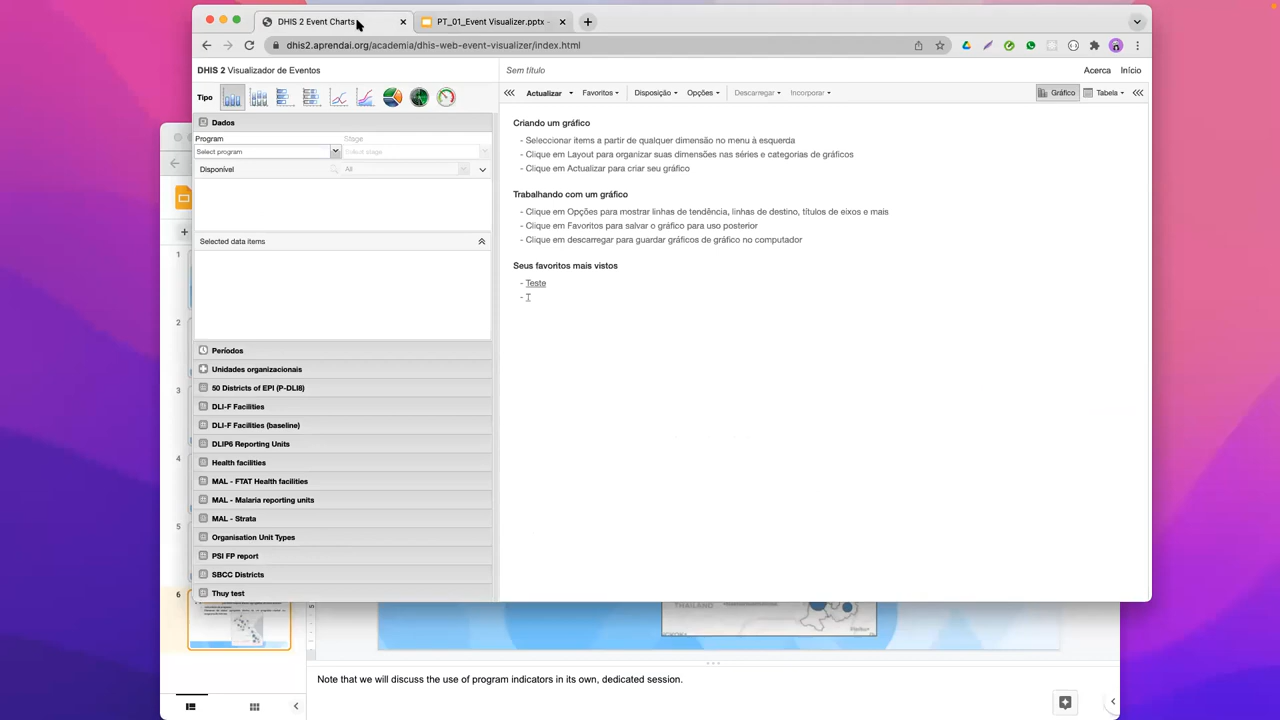 DHIS 2 Event Charts
PT_01_Event Visualizer.pptx -
dhis2.aprendai.org/academia/dhis-web-event-visualizer/index.html
DHIS 2 Visualizador de Eventos
Sem título
Acerca
Início
Tipo
Actualizar
Favoritos
Disposição
Opções
Descarregar
Incorporar
Gráfico
Tabela
Dados
Program
Stage
Select program
Select stage
Disponível
All
Selected data items
Períodos
Unidades organizacionais
50 Districts of EPI (P-DLI8)
DLI-F Facilities
DLI-F Facilities (baseline)
DLIP6 Reporting Units
Health facilities
MAL - FTAT Health facilities
MAL - Malaria reporting units
MAL - Strata
Organisation Unit Types
PSI FP report
SBCC Districts
Thuy test
Criando um gráfico
- Seleccionar items a partir de qualquer dimensão no menu à esquerda
- Clique em Layout para organizar suas dimensões nas séries e categorias de gráficos
- Clique em Actualizar para criar seu gráfico
Trabalhando com um gráfico
- Clique em Opções para mostrar linhas de tendência, linhas de destino, títulos de eixos e mais
- Clique em Favoritos para salvar o gráfico para uso posterior
- Clique em descarregar para guardar gráficos de gráfico no computador
Seus favoritos mais vistos
- Teste
- T
1
2
3
4
5
6
THAILAND
Note that we will discuss the use of program indicators in its own, dedicated session.